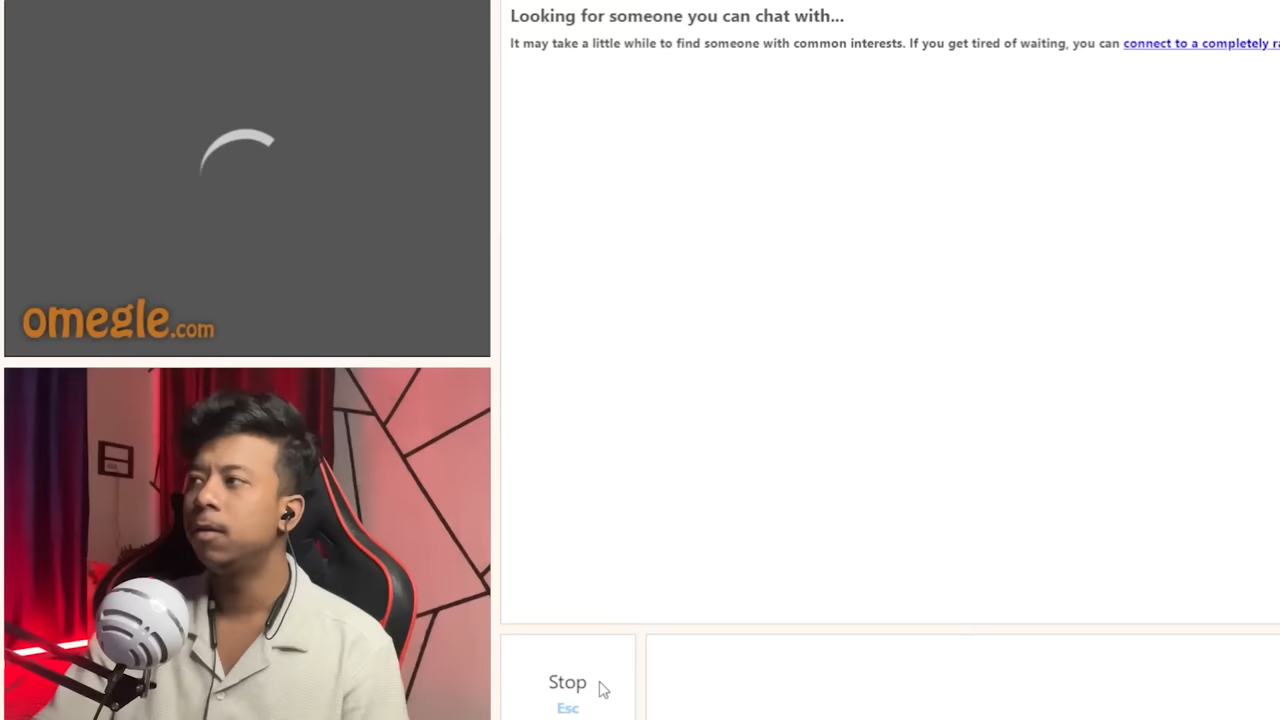 Looking for someone you can chat with...
It may take a little while to find someone with common interests. If you get tired of waiting, you can connect to a completely
omegle.com
Stop
Esc